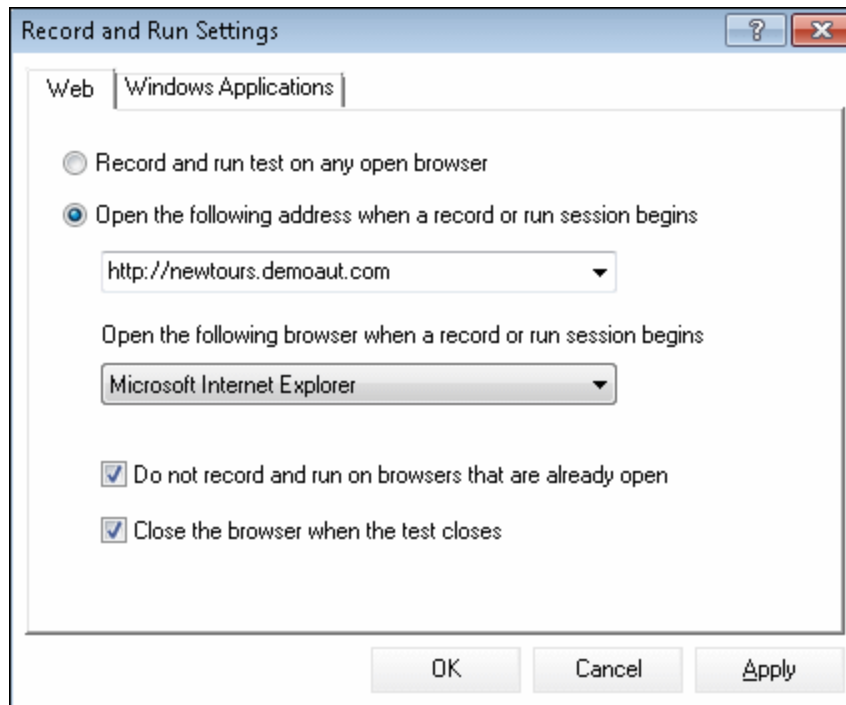 Record and Run Settings
?
Web
Windows Applications
Record and run test on any open browser
Open the following address when a record or run session begins
http://newtours.demoaut.com
Open the following browser when a record or run session begins
Microsoft Internet Explorer
Do not record and run on browsers that are already open
Close the browser when the test closes
OK
Cancel
Apply